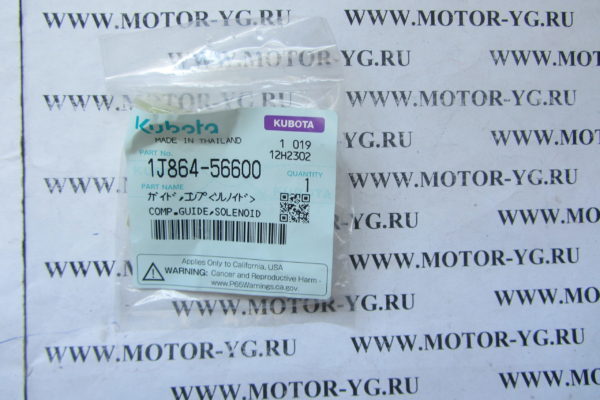 WWW.MOTOR-YG.RU WWW.MOTOR-YG.RU
WWW.MOTOR-YG.RU
WWW.MOTOR-YG.RU WWW.MOTOR-YG.RU
WWW.MOTOR-YG.RU
Kubota KUBOTA
MADE IN THAILAND 1 019
PART No. 12H2302
1J864-56600 QUANTITY
PART NAME 1
ガイド,コンプ<ソレノイド>
COMP.GUIDE,SOLENOID
Applies Only to California, USA
WARNING: Cancer and Reproductive Harm -
www.P65Warnings.ca.gov.
WWW.MOTOR-YG.RU
WWW.MOTOR-YG.RU
WWW.MOTOR-YG.RU
WWW.MOTOR-YG.RU
WWW.MOTOR-YG.RU
WWW.MOTOR-YG.RU